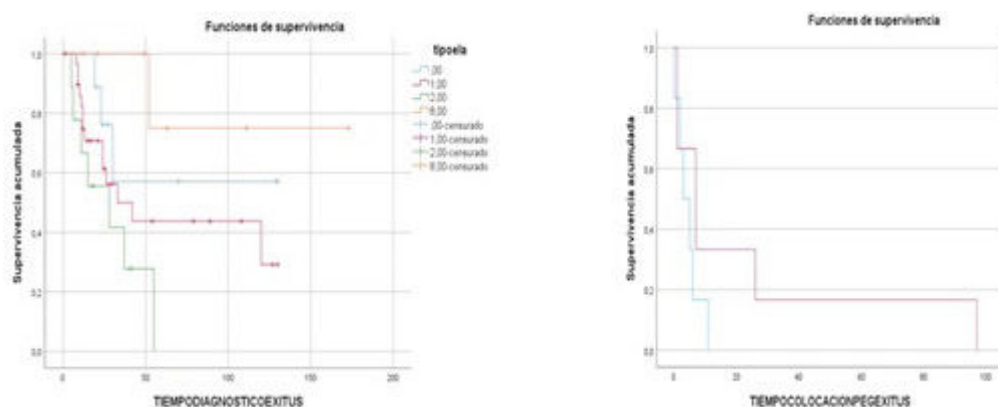 Funciones de supervivencia
tipoela
,00
1,00
2,00
8,00
,00-censurado
1,00-censurado
2,00-censurado
8,00-censurado
Supervivencia acumulada
1,0
0,8
0,6
0,4
0,2
0,0
0
50
100
150
200
TIEMPODIAGNOSTICOEXITUS
Funciones de supervivencia
Supervivencia acumulada
1,0
0,8
0,6
0,4
0,2
0,0
0
20
40
60
80
100
TIEMPOCOLOCACIONPEGEXITUS